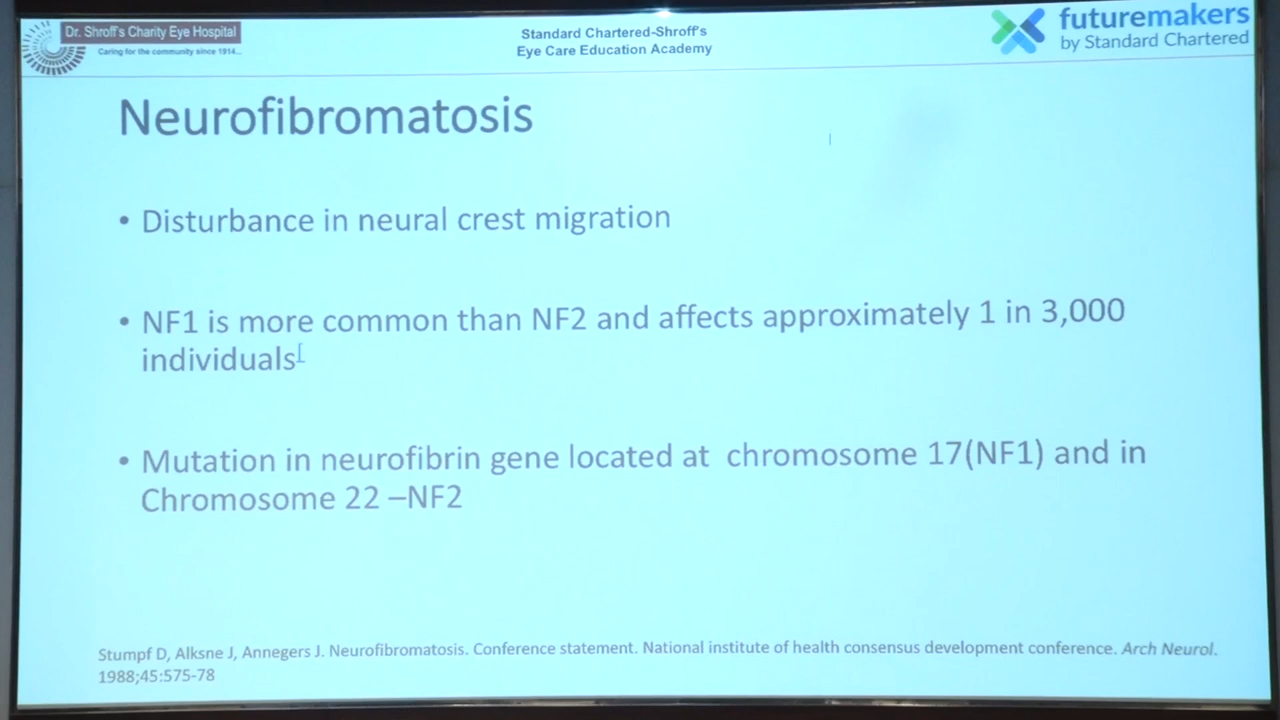 Dr. Shroff's Charity Eye Hospital
Caring for the community since 1914...
Standard Chartered-Shroff's
Eye Care Education Academy
futuremakers
by Standard Chartered
Neurofibromatosis
• Disturbance in neural crest migration
• NF1 is more common than NF2 and affects approximately 1 in 3,000
individuals[
• Mutation in neurofibrin gene located at chromosome 17(NF1) and in
Chromosome 22 –NF2
Stumpf D, Alksne J, Annegers J. Neurofibromatosis. Conference statement. National institute of health consensus development conference. Arch Neurol.
1988;45:575-78